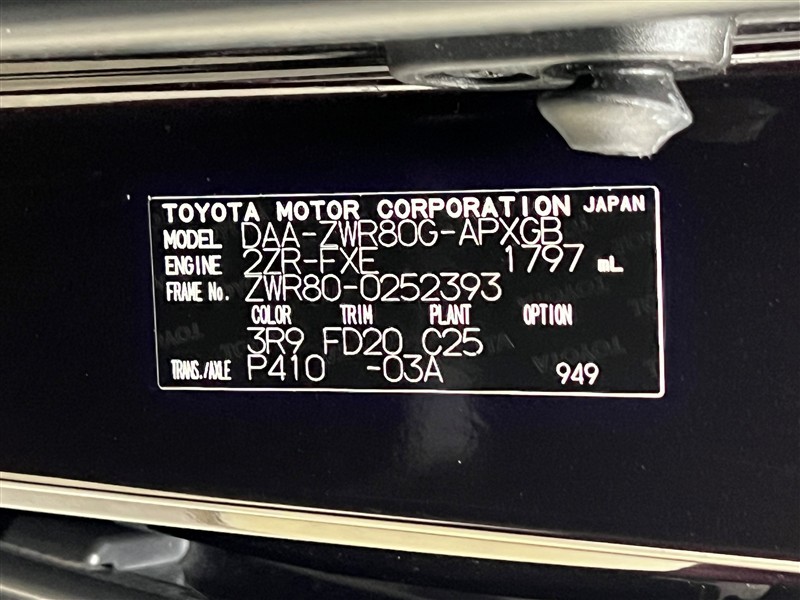 TOYOTA MOTOR CORPORATION JAPAN
MODEL DAA-ZWR80G-APXGB
ENGINE 2ZR-FXE 1797 mL
FRAME No. ZWR80-0252393
COLOR TRIM PLANT OPTION
3R9 FD20 C25
TRANS./AXLE P410 -03A 949